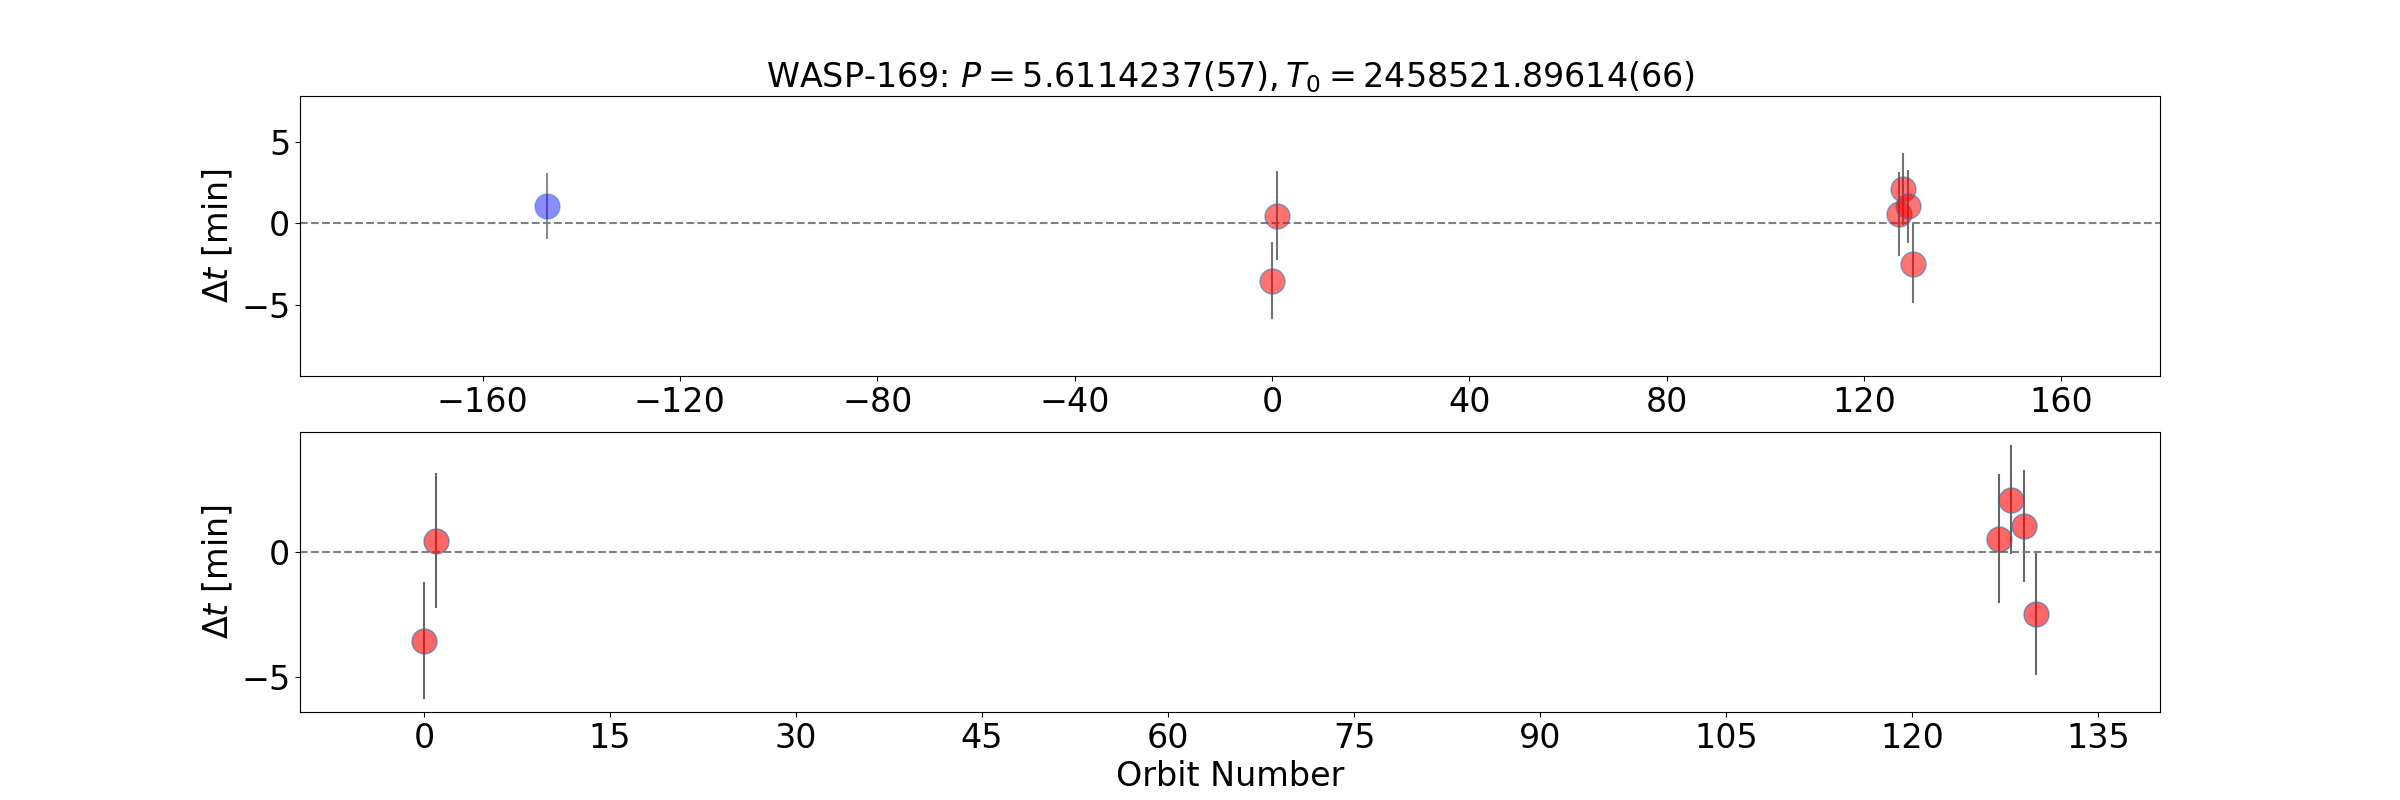 WASP-169: P = 5.6114237(57), T₀ = 2458521.89614(66)
Δt [min]
5
0
−5
−160 −120 −80 −40 0 40 80 120 160
Δt [min]
0
−5
0 15 30 45 60 75 90 105 120 135
Orbit Number